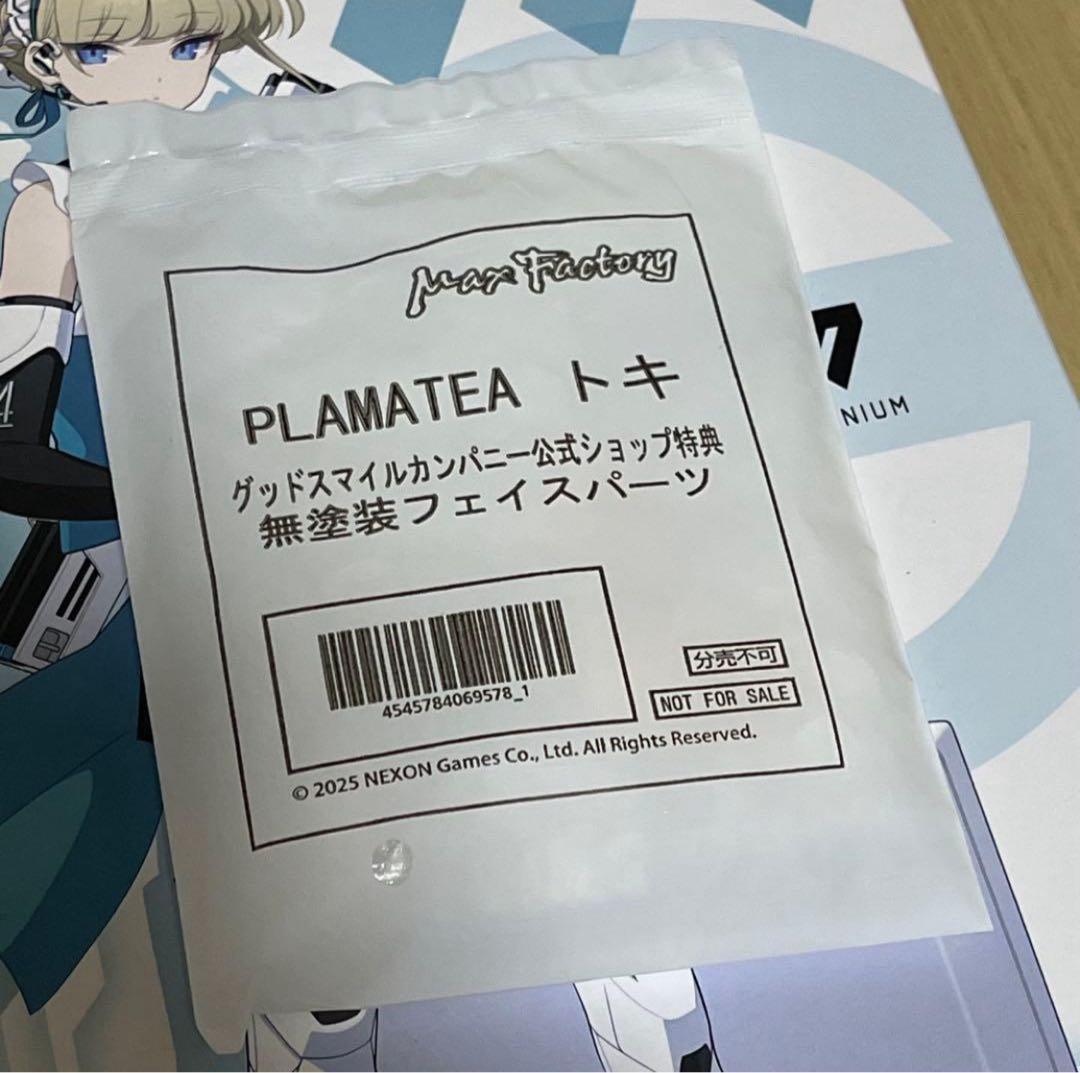 Max Factory
PLAMATEA トキ
グッドスマイルカンパニー公式ショップ特典
無塗装フェイスパーツ
4545784069578_1
分売不可
NOT FOR SALE
© 2025 NEXON Games Co., Ltd. All Rights Reserved.